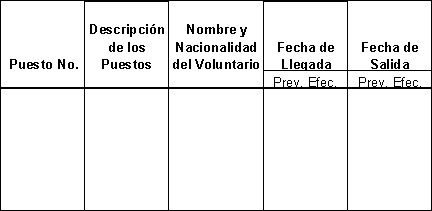 Puesto No.
Descripción
de los
Puestos
Nombre y
Nacionalidad
del Voluntario
Fecha de
Llegada
Prev. Efec.
Fecha de
Salida
Prev. Efec.